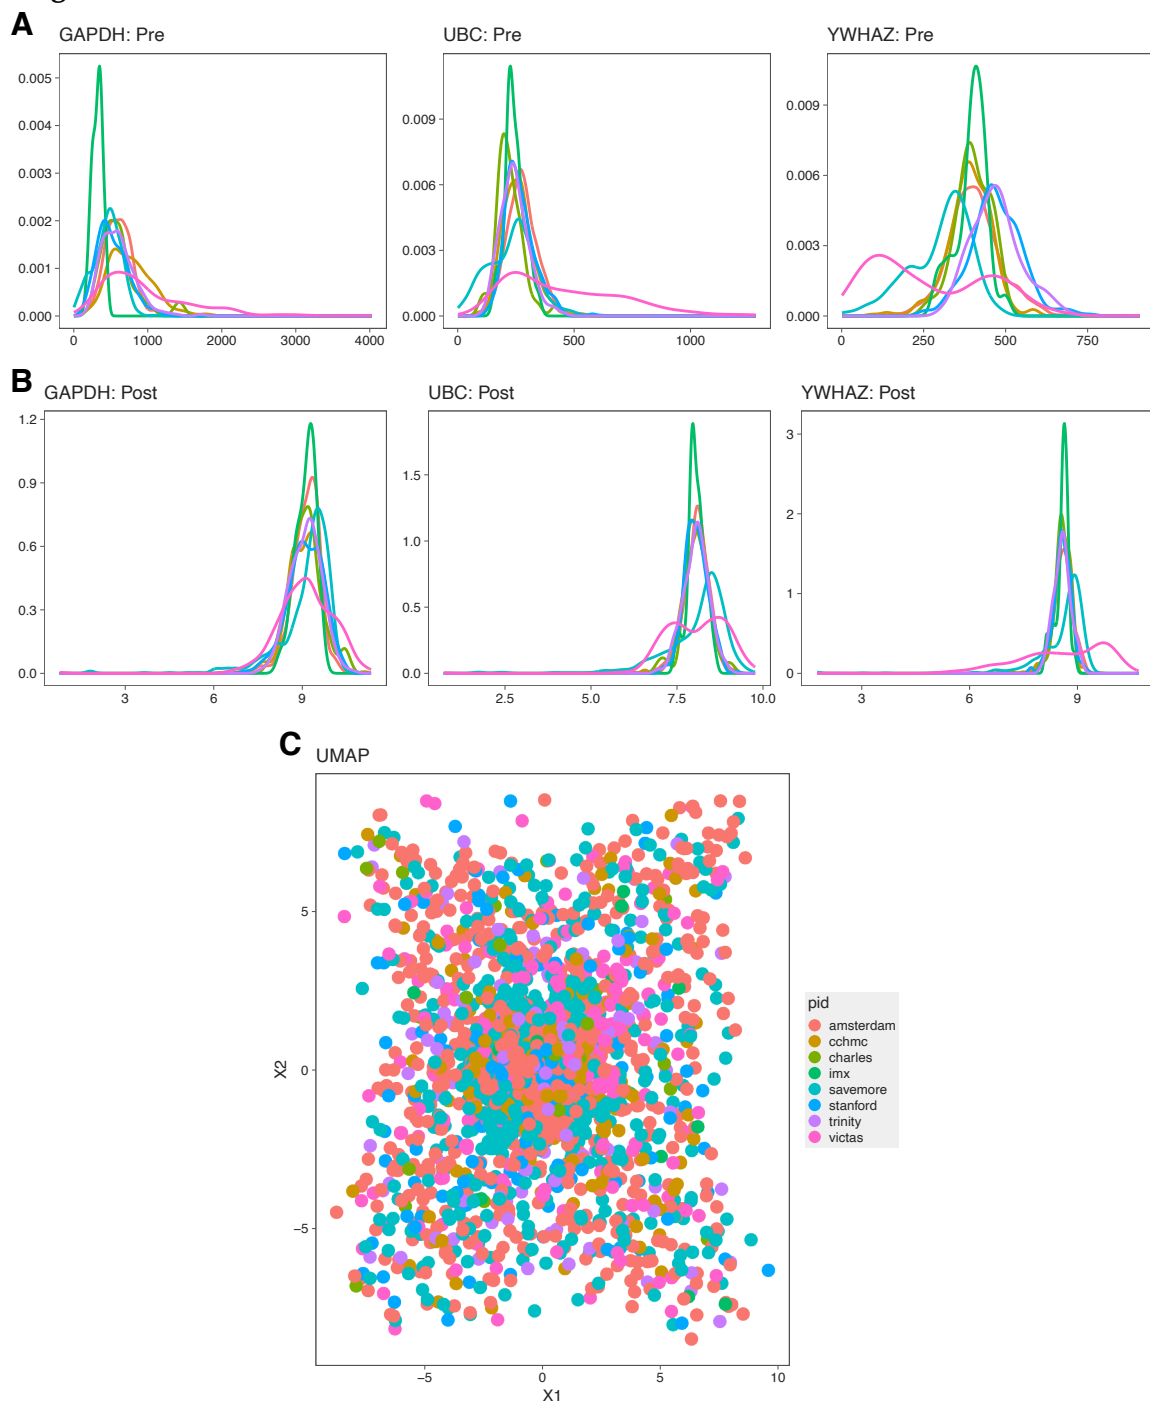 A
GAPDH: Pre
UBC: Pre
YWHAZ: Pre
0.005
0.004
0.003
0.002
0.001
0.000
0 1000 2000 3000 4000
0.009
0.006
0.003
0.000
0 500 1000
0.009
0.006
0.003
0.000
0 250 500 750
B
GAPDH: Post
UBC: Post
YWHAZ: Post
1.2
0.9
0.6
0.3
0.0
3 6 9
1.5
1.0
0.5
0.0
2.5 5.0 7.5 10.0
3
2
1
0
3 6 9
C
UMAP
X2
5
0
−5
−5 0 5 10
X1
pid
amsterdam
cchmc
charles
imx
savemore
stanford
trinity
victas